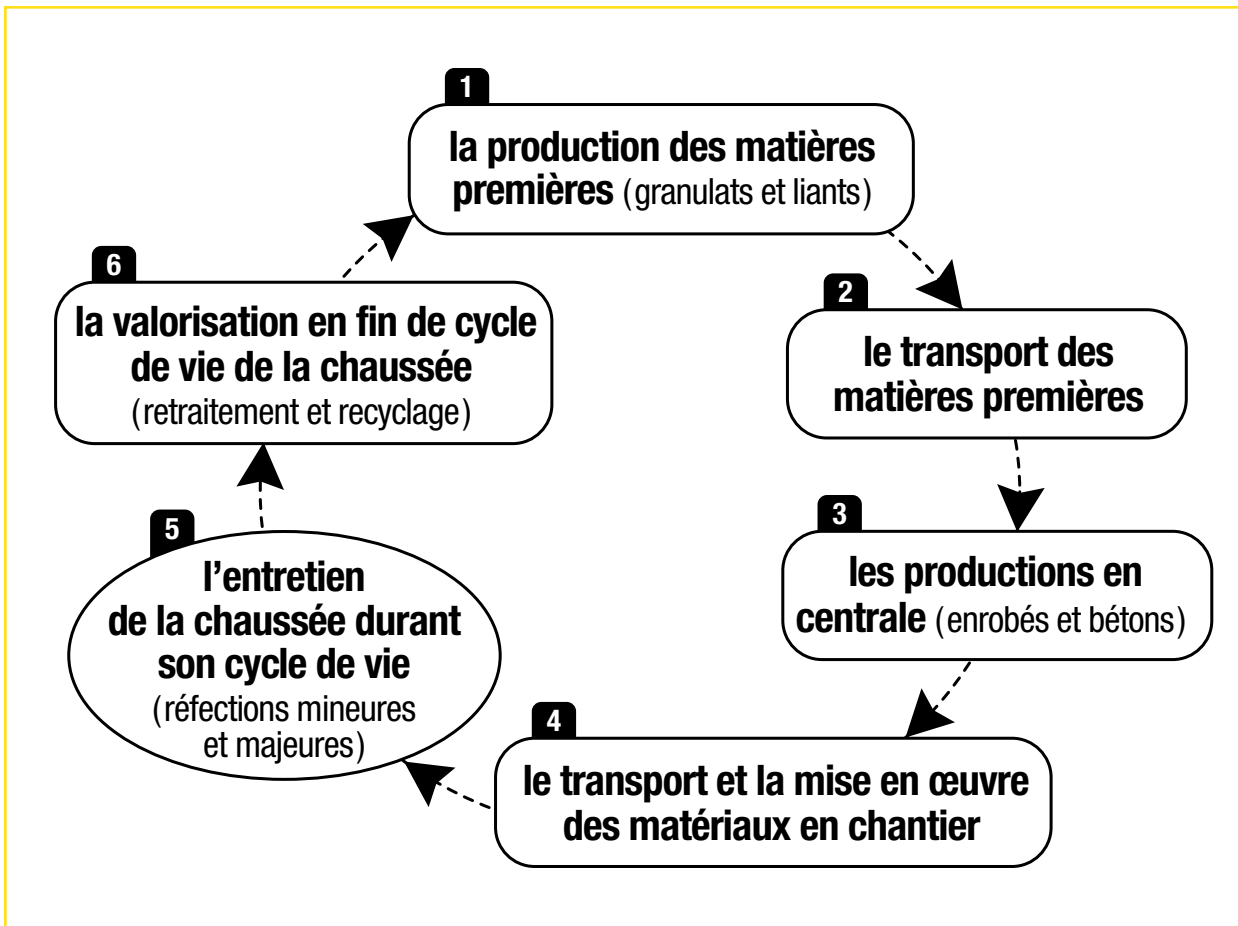 1
la production des matières
premières (granulats et liants)
2
le transport des
matières premières
3
les productions en
centrale (enrobés et bétons)
4
le transport et la mise en œuvre
des matériaux en chantier
5
l'entretien
de la chaussée durant
son cycle de vie
(réfections mineures
et majeures)
6
la valorisation en fin de cycle
de vie de la chaussée
(retraitement et recyclage)